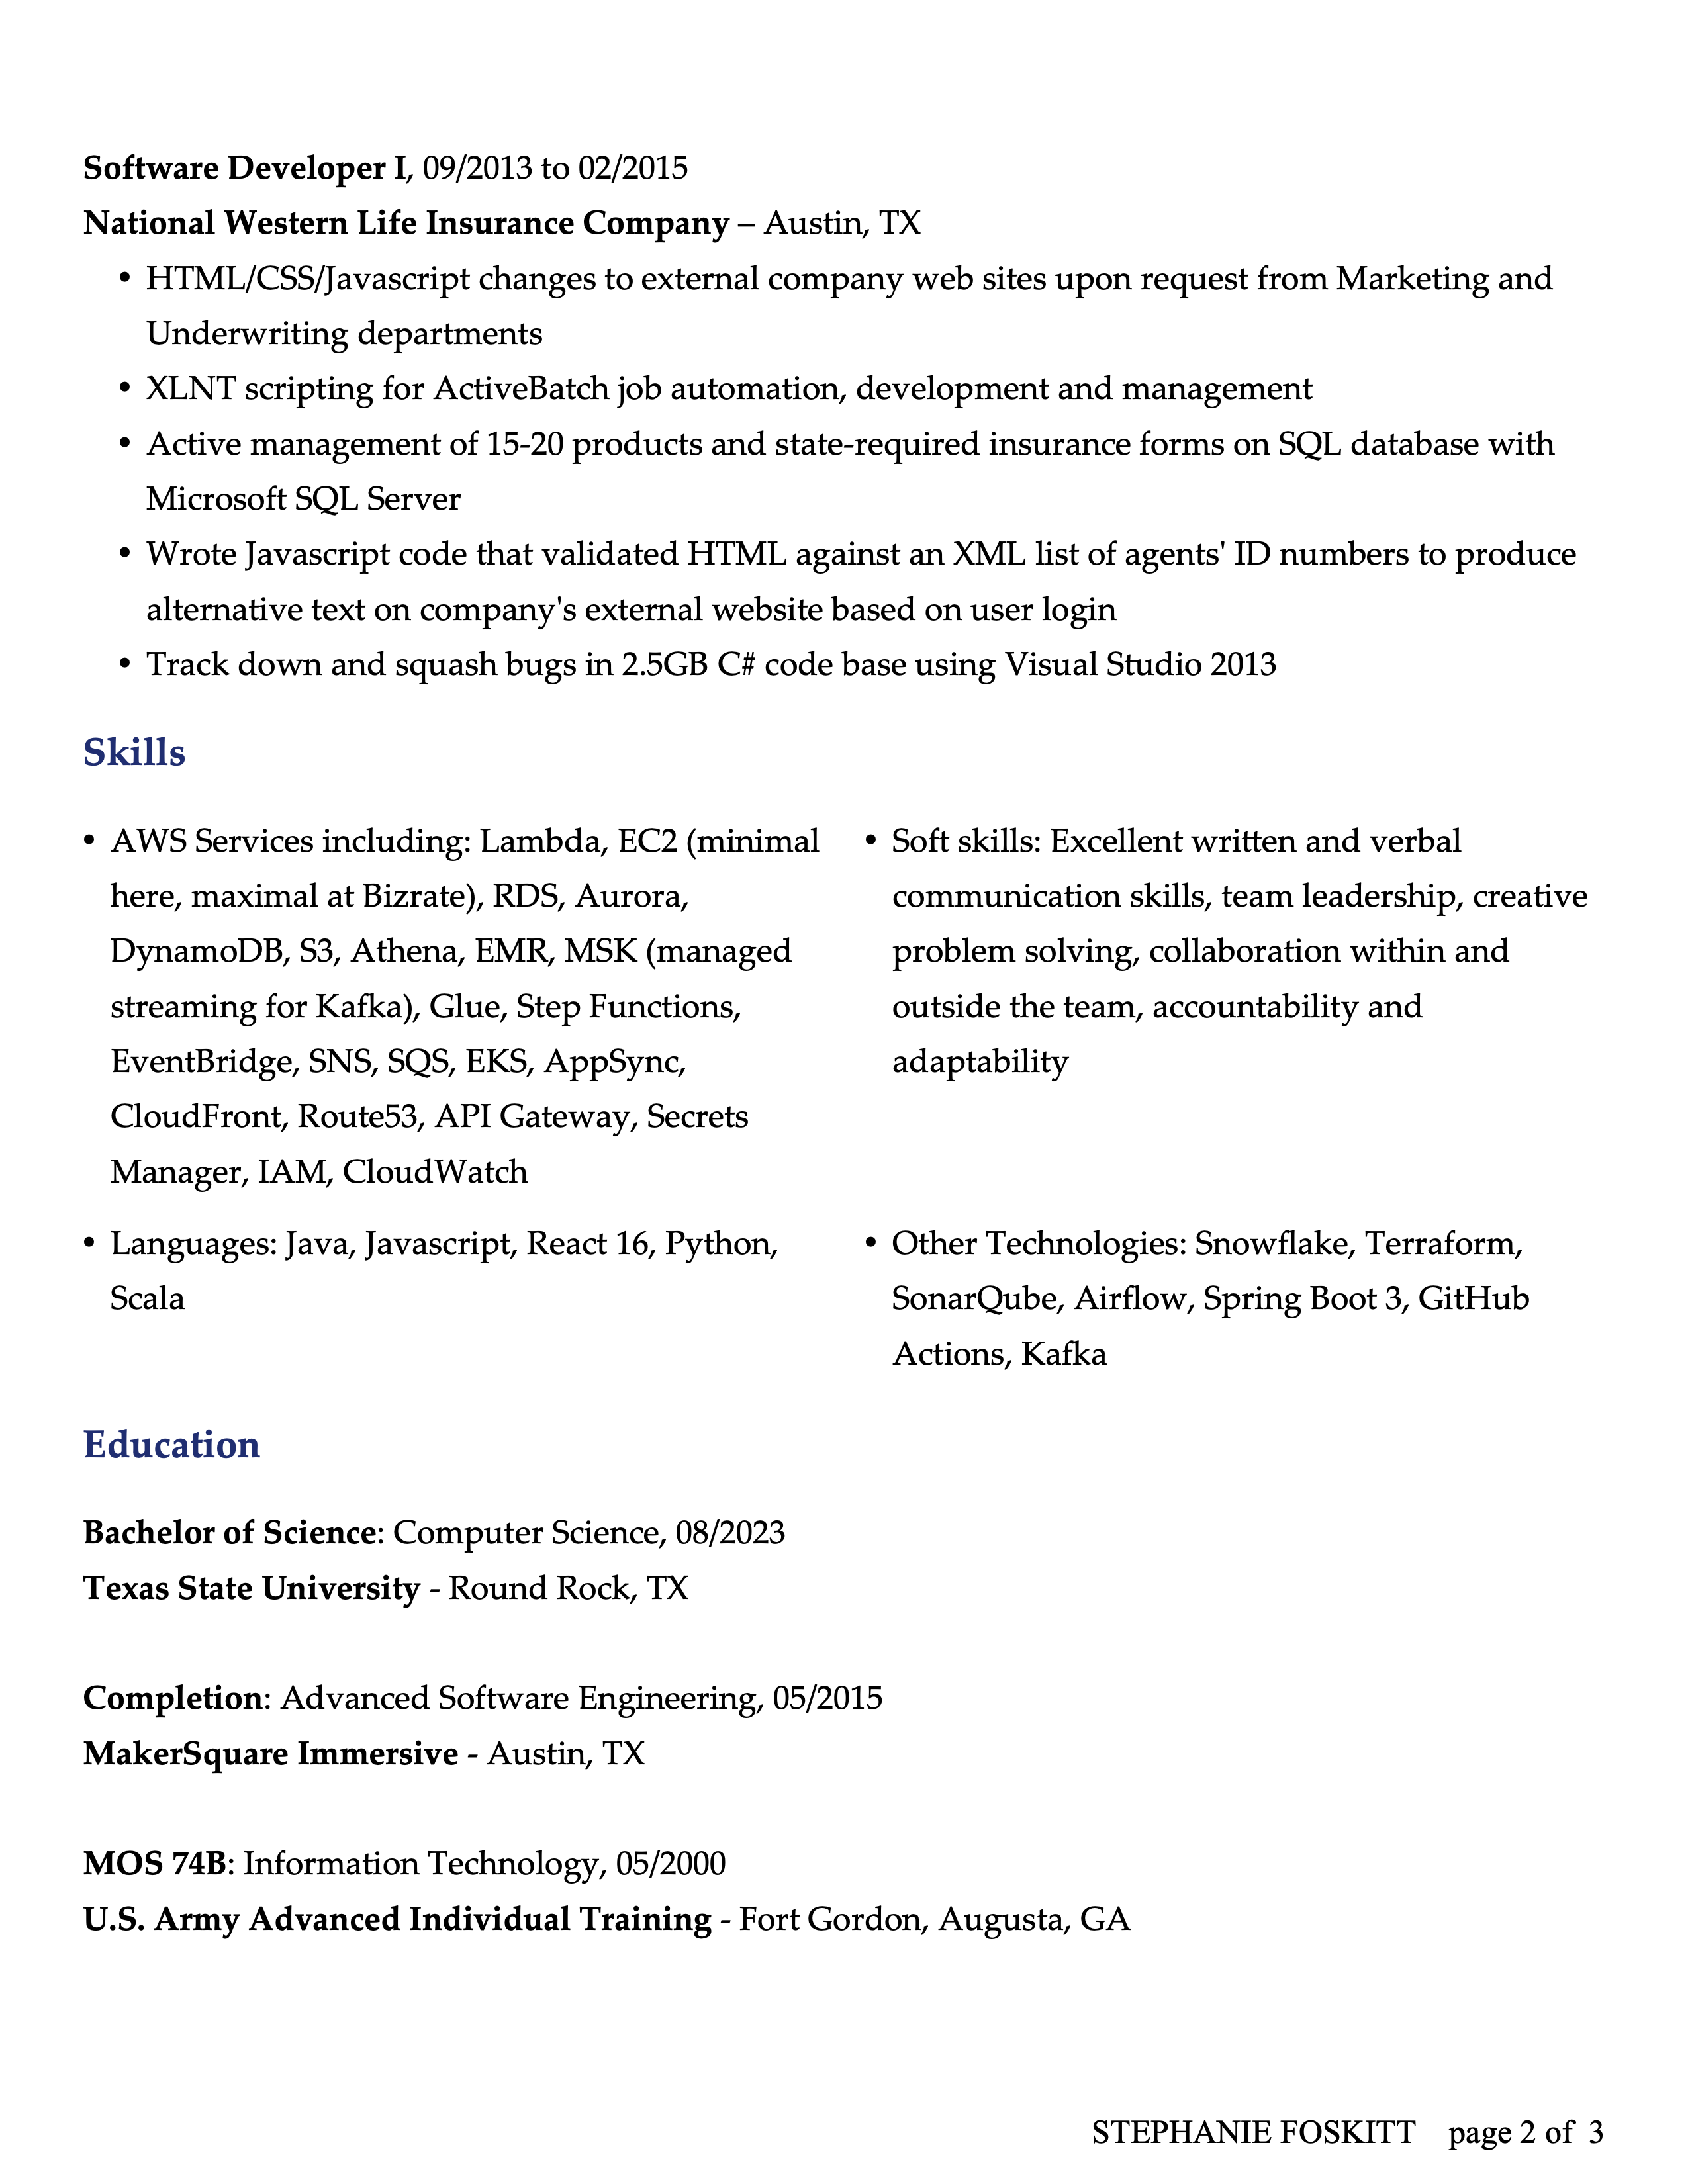 Software Developer I, 09/2013 to 02/2015
National Western Life Insurance Company – Austin, TX
• HTML/CSS/Javascript changes to external company web sites upon request from Marketing and
Underwriting departments
• XLNT scripting for ActiveBatch job automation, development and management
• Active management of 15-20 products and state-required insurance forms on SQL database with
Microsoft SQL Server
• Wrote Javascript code that validated HTML against an XML list of agents' ID numbers to produce
alternative text on company's external website based on user login
• Track down and squash bugs in 2.5GB C# code base using Visual Studio 2013
Skills
• AWS Services including: Lambda, EC2 (minimal
here, maximal at Bizrate), RDS, Aurora,
DynamoDB, S3, Athena, EMR, MSK (managed
streaming for Kafka), Glue, Step Functions,
EventBridge, SNS, SQS, EKS, AppSync,
CloudFront, Route53, API Gateway, Secrets
Manager, IAM, CloudWatch
• Soft skills: Excellent written and verbal
communication skills, team leadership, creative
problem solving, collaboration within and
outside the team, accountability and
adaptability
• Languages: Java, Javascript, React 16, Python,
Scala
• Other Technologies: Snowflake, Terraform,
SonarQube, Airflow, Spring Boot 3, GitHub
Actions, Kafka
Education
Bachelor of Science: Computer Science, 08/2023
Texas State University - Round Rock, TX
Completion: Advanced Software Engineering, 05/2015
MakerSquare Immersive - Austin, TX
MOS 74B: Information Technology, 05/2000
U.S. Army Advanced Individual Training - Fort Gordon, Augusta, GA
STEPHANIE FOSKITT page 2 of 3